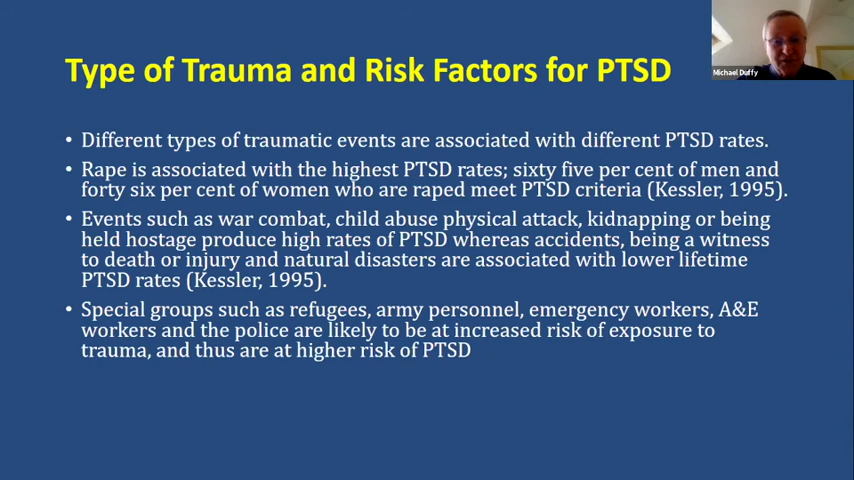 Type of Trauma and Risk Factors for PTSD
Michael Duffy
• Different types of traumatic events are associated with different PTSD rates.
• Rape is associated with the highest PTSD rates; sixty five per cent of men and
forty six per cent of women who are raped meet PTSD criteria (Kessler, 1995).
• Events such as war combat, child abuse physical attack, kidnapping or being
held hostage produce high rates of PTSD whereas accidents, being a witness
to death or injury and natural disasters are associated with lower lifetime
PTSD rates (Kessler, 1995).
• Special groups such as refugees, army personnel, emergency workers, A&E
workers and the police are likely to be at increased risk of exposure to
trauma, and thus are at higher risk of PTSD